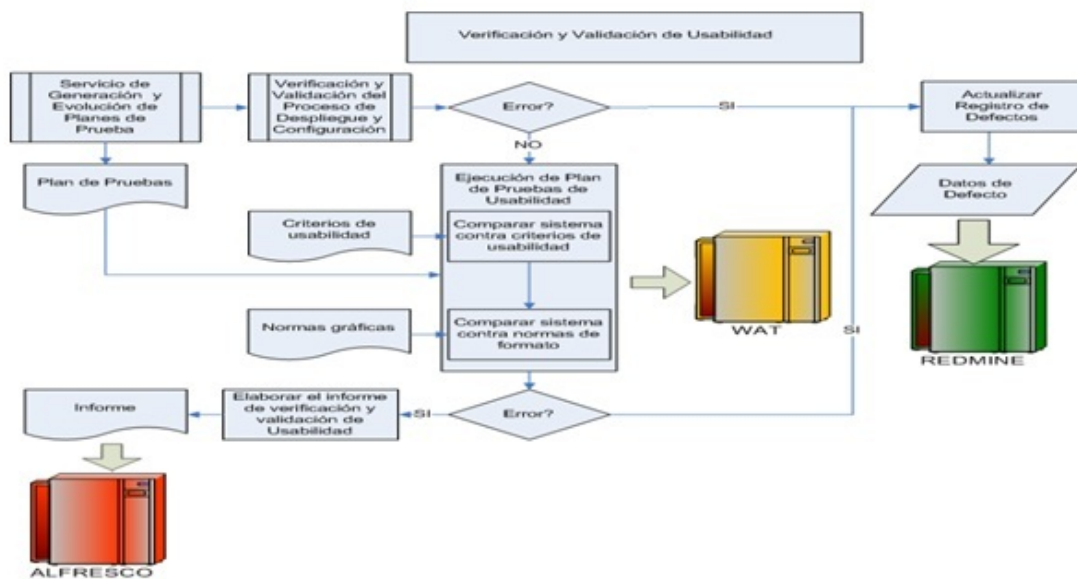 Verificación y Validación de Usabilidad
Servicio de
Generación y
Evolución de
Planes de
Prueba
Verificación y
Validación del
Proceso de
Despliegue y
Configuración
Error?
SI
Actualizar
Registro de
Defectos
NO
Plan de Pruebas
Ejecución de Plan
de Pruebas de
Usabilidad
Datos de
Defecto
Criterios de
usabilidad
Comparar sistema
contra criterios de
usabilidad
WAT
SI
REDMINE
Normas gráficas
Comparar sistema
contra normas de
formato
Informe
Elaborar el informe
de verificación y
validación de
Usabilidad
SI
Error?
ALFRESCO